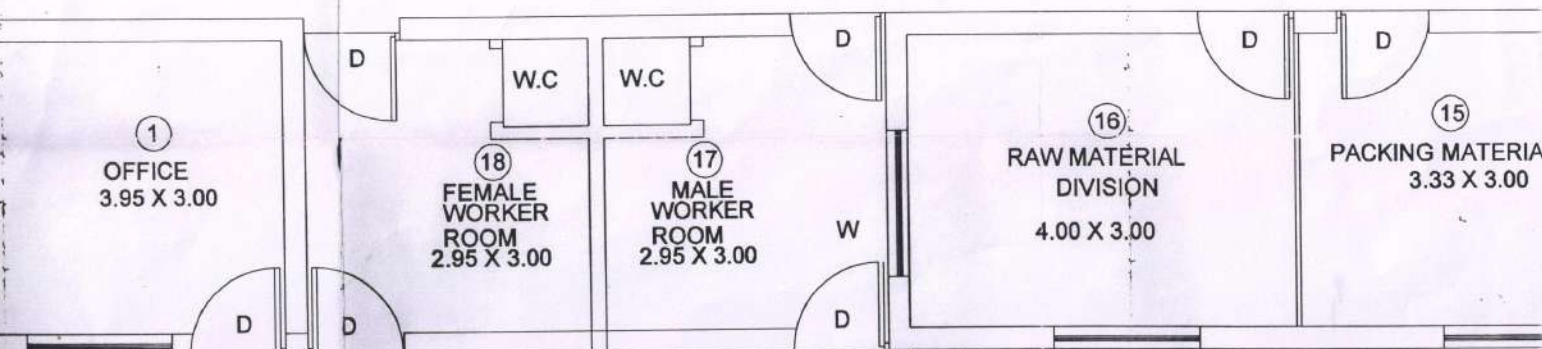 1
OFFICE
3.95 X 3.00
D
D
D
W.C
18
FEMALE
WORKER
ROOM
2.95 X 3.00
W.C
17
MALE
WORKER
ROOM
2.95 X 3.00
D
W
D
16
RAW MATERIAL
DIVISION
4.00 X 3.00
D
D
15
PACKING MATERIA
3.33 X 3.00